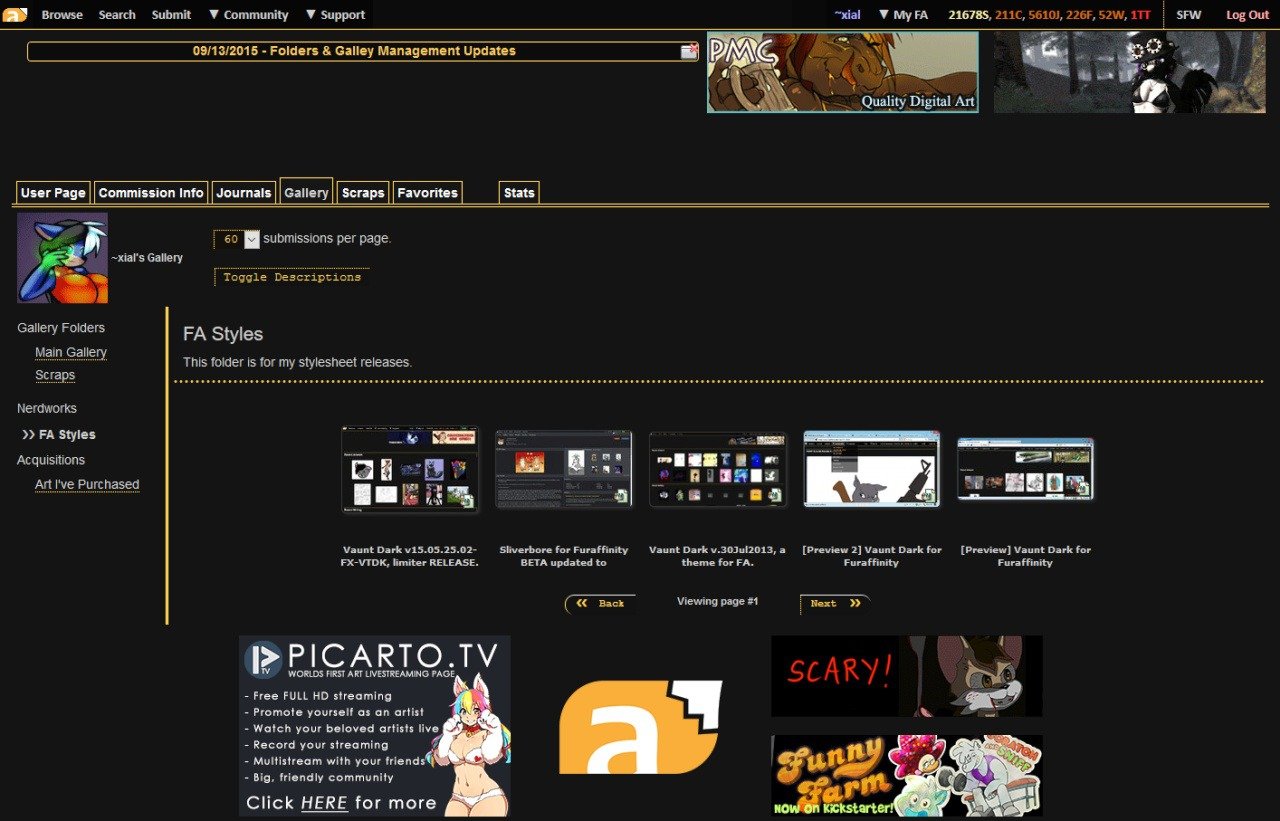 Browse Search Submit ▼ Community ▼ Support ~xial ▼ My FA 21678S, 211C, 5610J, 226F, 52W, 1TT SFW Log Out
09/13/2015 - Folders & Galley Management Updates
PMC
Quality Digital Art
User Page Commission Info Journals Gallery Scraps Favorites Stats
60 submissions per page.
~xial's Gallery
Toggle Descriptions
Gallery Folders
Main Gallery
Scraps
Nerdworks
FA Styles
Acquisitions
Art I've Purchased
FA Styles
This folder is for my stylesheet releases.
Vaunt Dark v15.05.25.02-
FX-VTDK, limiter RELEASE.
Sliverbore for Furaffinity
BETA updated to
Vaunt Dark v.30Jul2013, a
theme for FA.
[Preview 2] Vaunt Dark for
Furaffinity
[Preview] Vaunt Dark for
Furaffinity
Back Viewing page #1 Next
TV
PICARTO.TV
WORLDS FIRST ART LIVESTREAMING PAGE
- Free FULL HD streaming
- Promote yourself as an artist
- Watch your beloved artists live
- Record your streaming
- Multistream with your friends
- Big, friendly community
Click HERE for more
a
SCARY!
Funny
Farm
NOW ON KICKSTARTER!
SCRATCH
AND
SNIFF